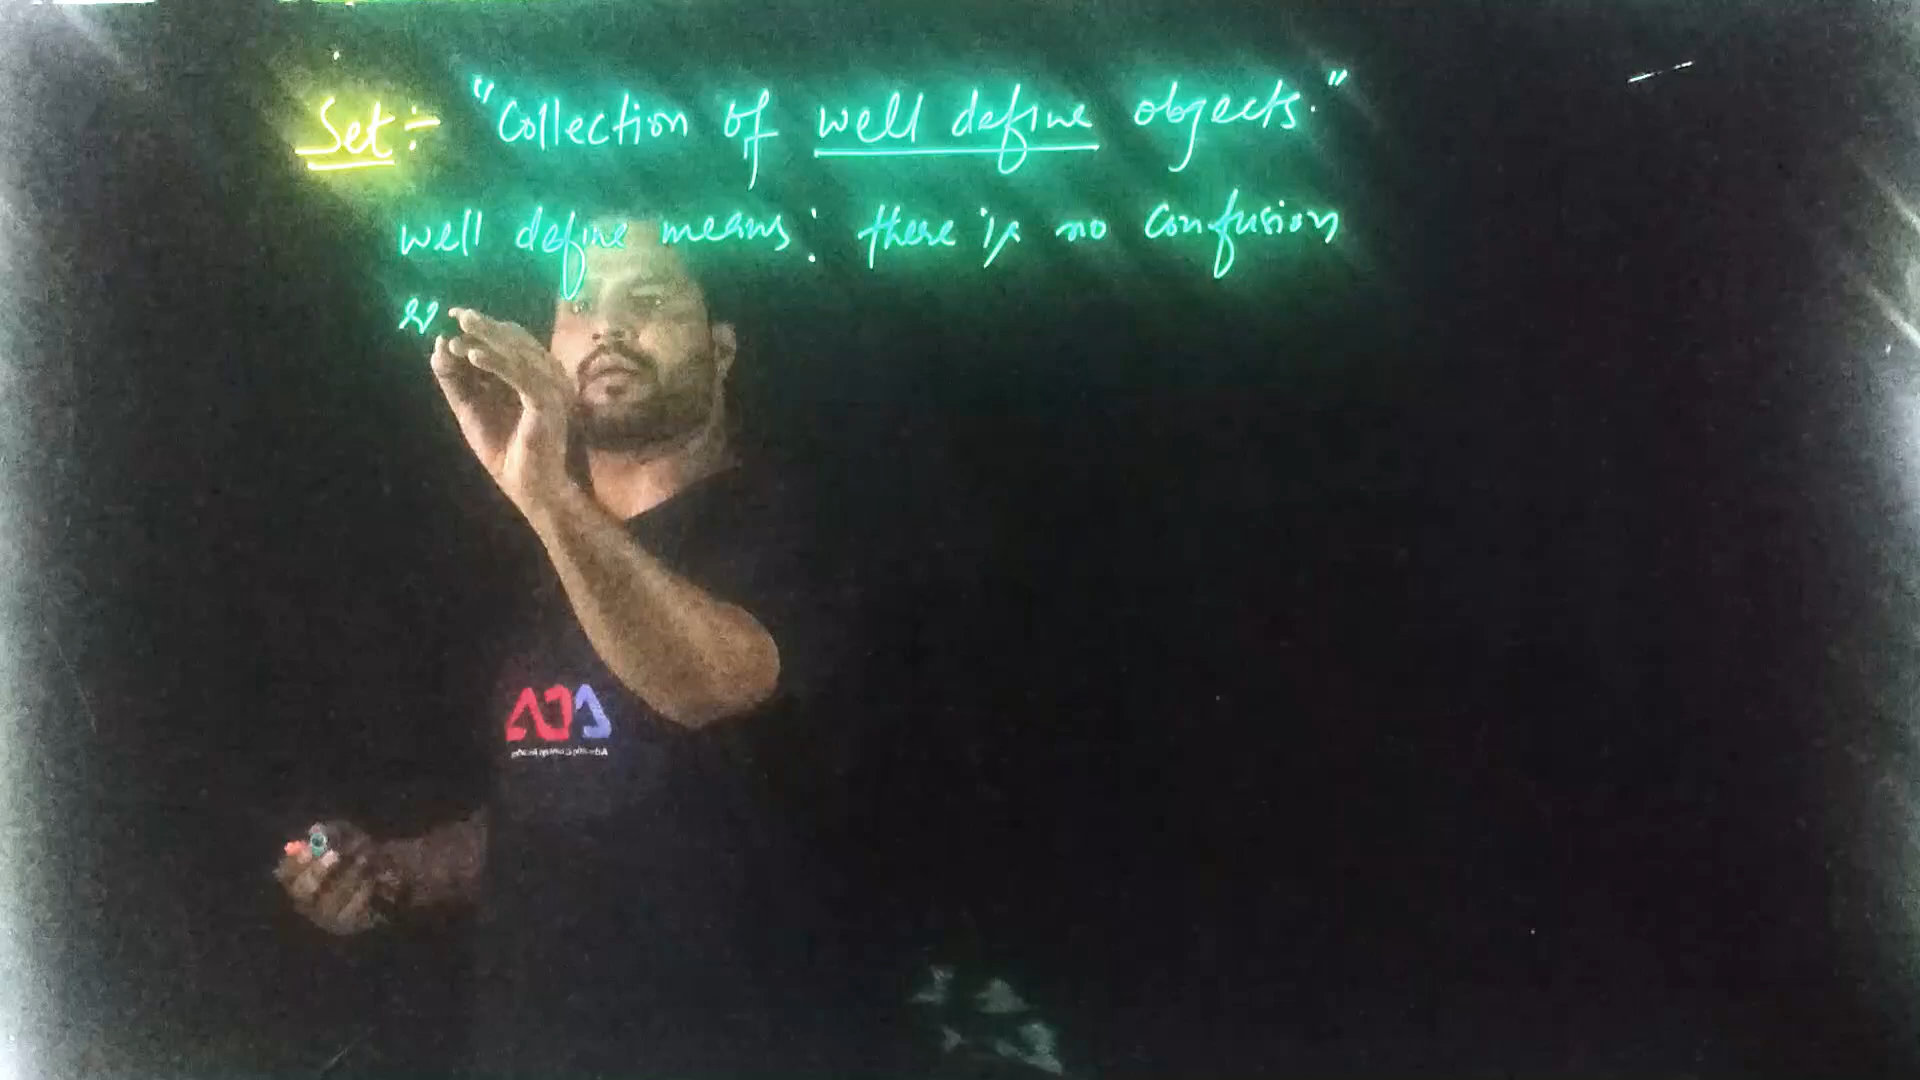 Set :- "Collection of well define objects."
well define means: there is no confusion